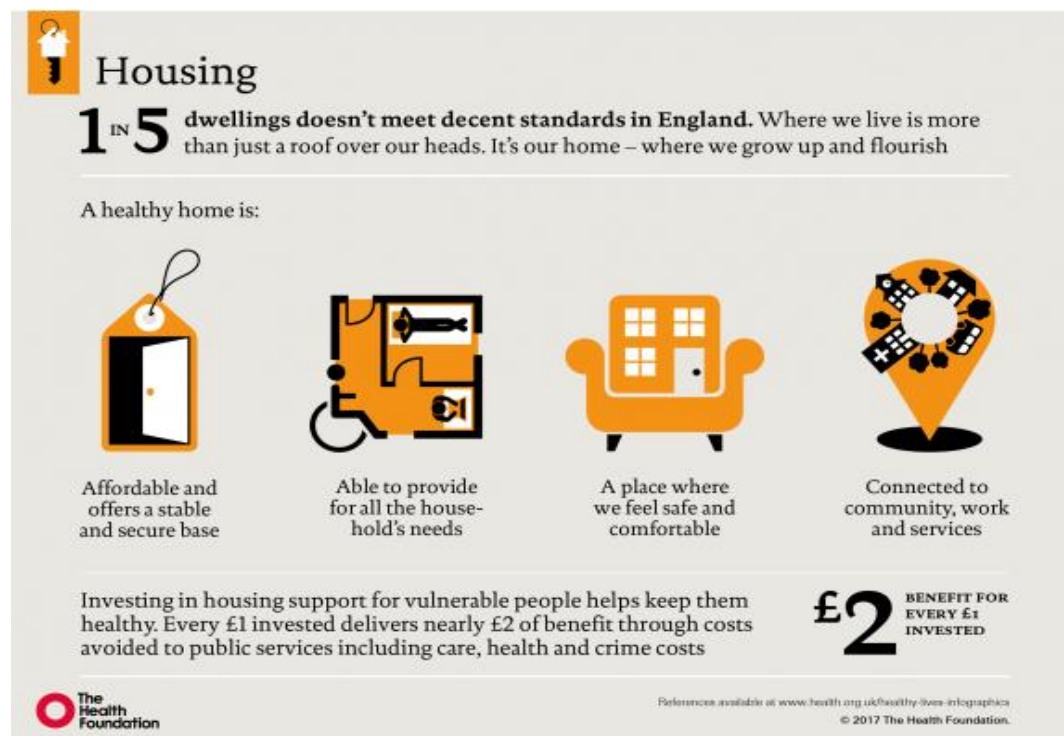 Housing
1 IN 5 dwellings doesn't meet decent standards in England. Where we live is more
than just a roof over our heads. It's our home – where we grow up and flourish
A healthy home is:
Affordable and
offers a stable
and secure base
Able to provide
for all the house-
hold's needs
A place where
we feel safe and
comfortable
Connected to
community, work
and services
Investing in housing support for vulnerable people helps keep them
healthy. Every £1 invested delivers nearly £2 of benefit through costs
avoided to public services including care, health and crime costs
£2 BENEFIT FOR
EVERY £1
INVESTED
The
Health
Foundation
References available at www.health.org.uk/healthy-lives-infographics
© 2017 The Health Foundation.